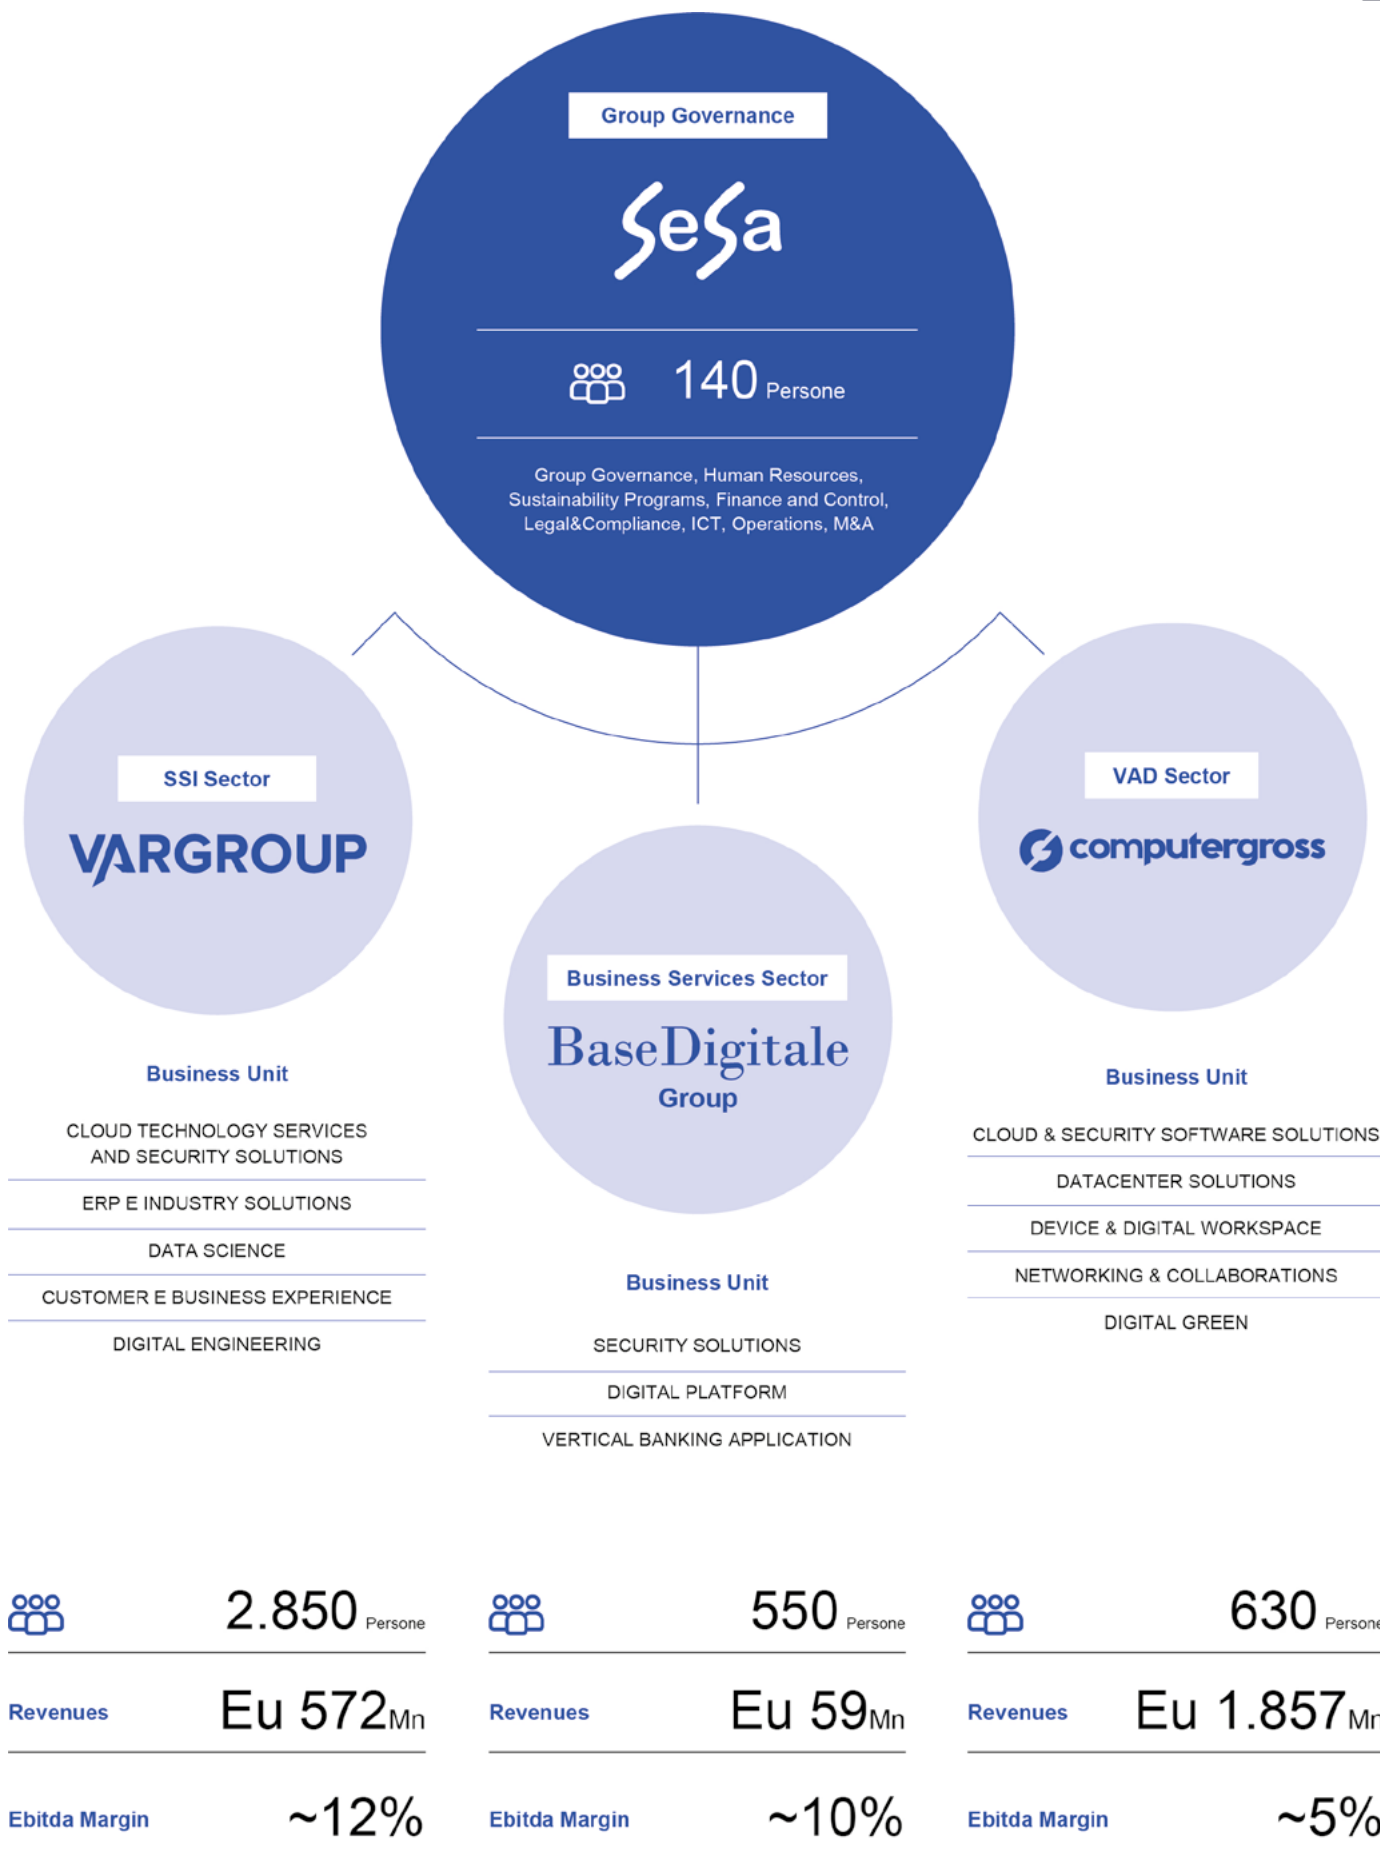 Group Governance
SeSa
140 Persone
Group Governance, Human Resources,
Sustainability Programs, Finance and Control,
Legal&Compliance, ICT, Operations, M&A
SSI Sector
VARGROUP
Business Unit
CLOUD TECHNOLOGY SERVICES
AND SECURITY SOLUTIONS
ERP E INDUSTRY SOLUTIONS
DATA SCIENCE
CUSTOMER E BUSINESS EXPERIENCE
DIGITAL ENGINEERING
Business Services Sector
BaseDigitale
Group
Business Unit
SECURITY SOLUTIONS
DIGITAL PLATFORM
VERTICAL BANKING APPLICATION
VAD Sector
computergross
Business Unit
CLOUD & SECURITY SOFTWARE SOLUTIONS
DATACENTER SOLUTIONS
DEVICE & DIGITAL WORKSPACE
NETWORKING & COLLABORATIONS
DIGITAL GREEN
2.850 Persone
Revenues Eu 572Mn
Ebitda Margin ~12%
550 Persone
Revenues Eu 59Mn
Ebitda Margin ~10%
630 Persone
Revenues Eu 1.857Mn
Ebitda Margin ~5%